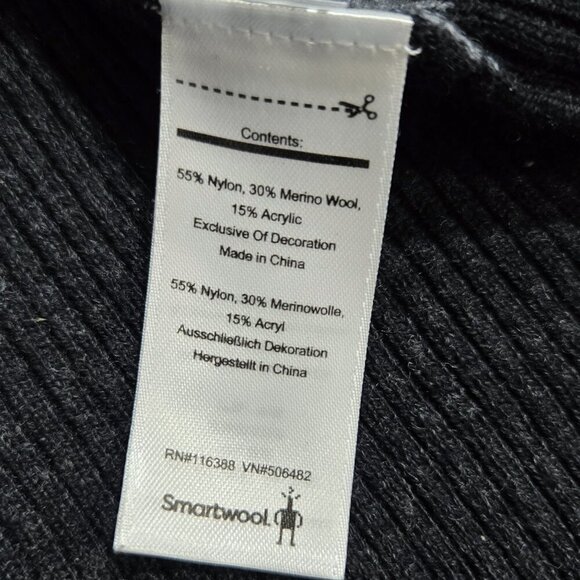 Contents:
55% Nylon, 30% Merino Wool,
15% Acrylic
Exclusive Of Decoration
Made in China
55% Nylon, 30% Merinowolle,
15% Acryl
Ausschließlich Dekoration
Hergestellt in China
RN#116388 VN#506482
Smartwool